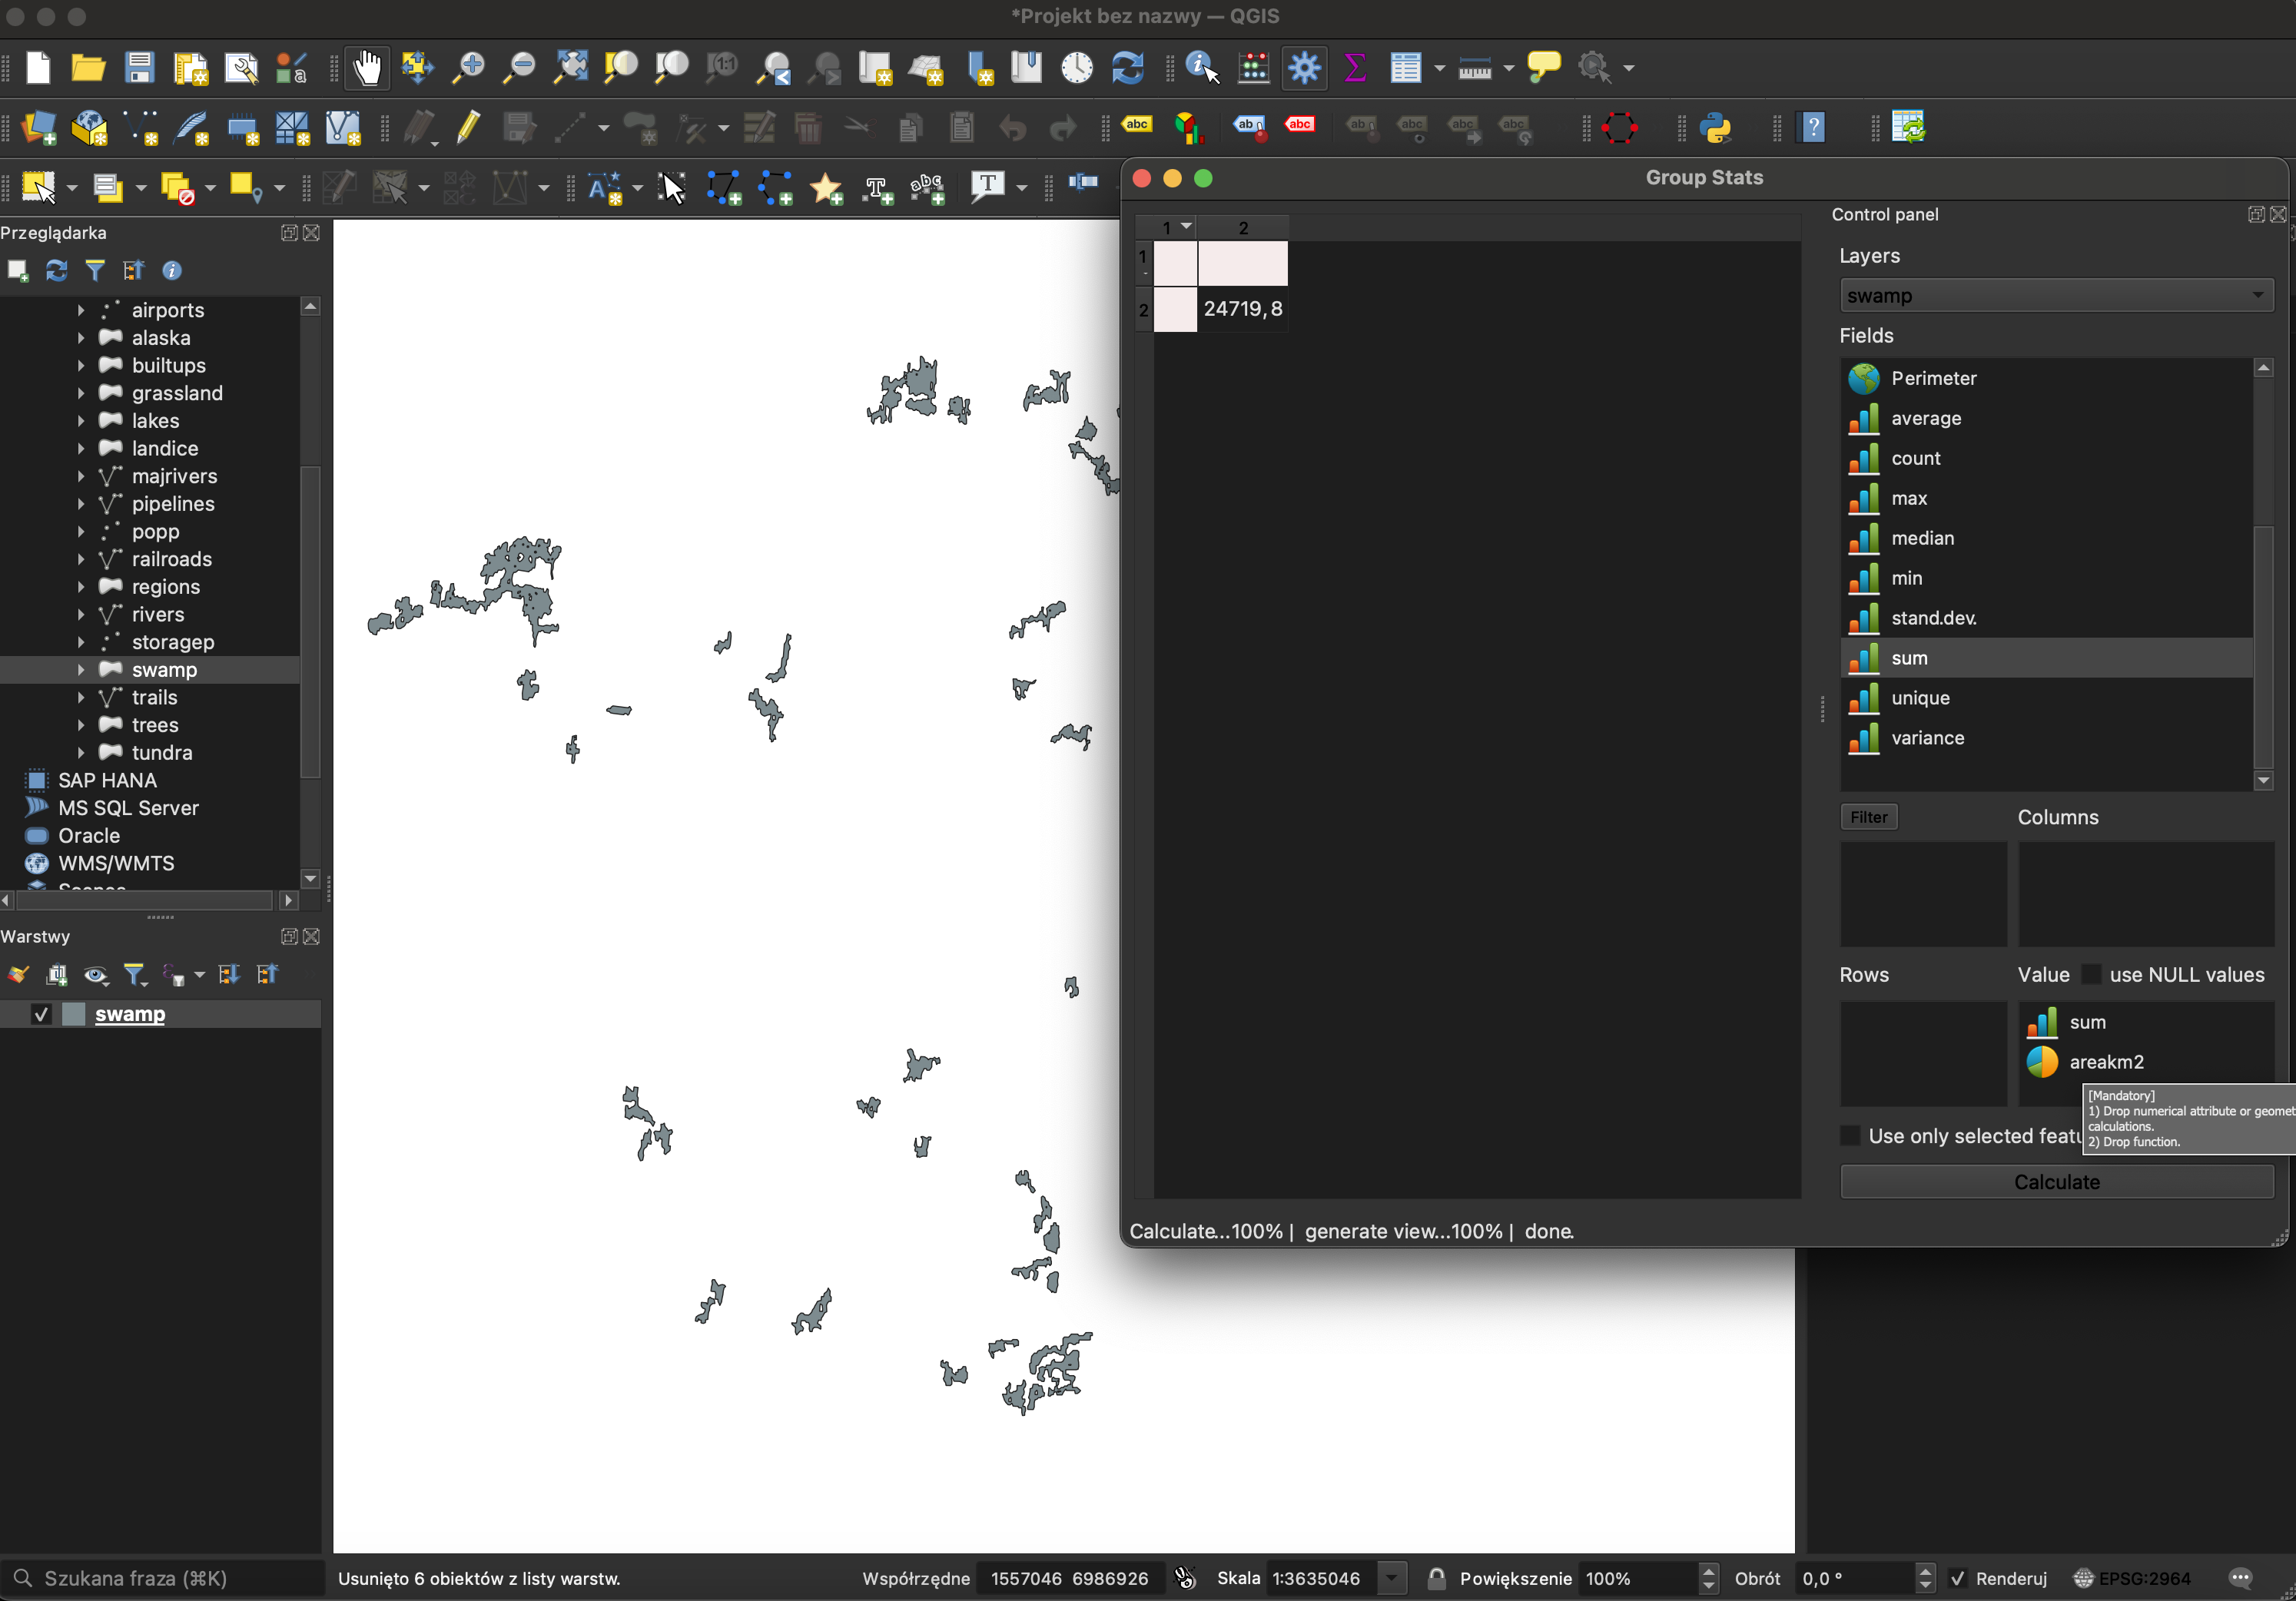 *Projekt bez nazwy — QGIS
Przeglądarka
airports
alaska
builtups
grassland
lakes
landice
majrivers
pipelines
popp
railroads
regions
rivers
storagep
swamp
trails
trees
tundra
SAP HANA
MS SQL Server
Oracle
WMS/WMTS
Warstwy
swamp
Group Stats
1 2
1
2 24719,8
Control panel
Layers
swamp
Fields
Perimeter
average
count
max
median
min
stand.dev.
sum
unique
variance
Filter
Columns
Rows
Value use NULL values
sum
areakm2
[Mandatory]
1) Drop numerical attribute or geomet
calculations.
2) Drop function.
Use only selected featu
Calculate
Calculate...100% | generate view...100% | done.
Szukana fraza (⌘K)
Usunięto 6 obiektów z listy warstw.
Współrzędne 1557046 6986926
Skala 1:3635046
Powiększenie 100%
Obrót 0,0 °
Renderuj
EPSG:2964